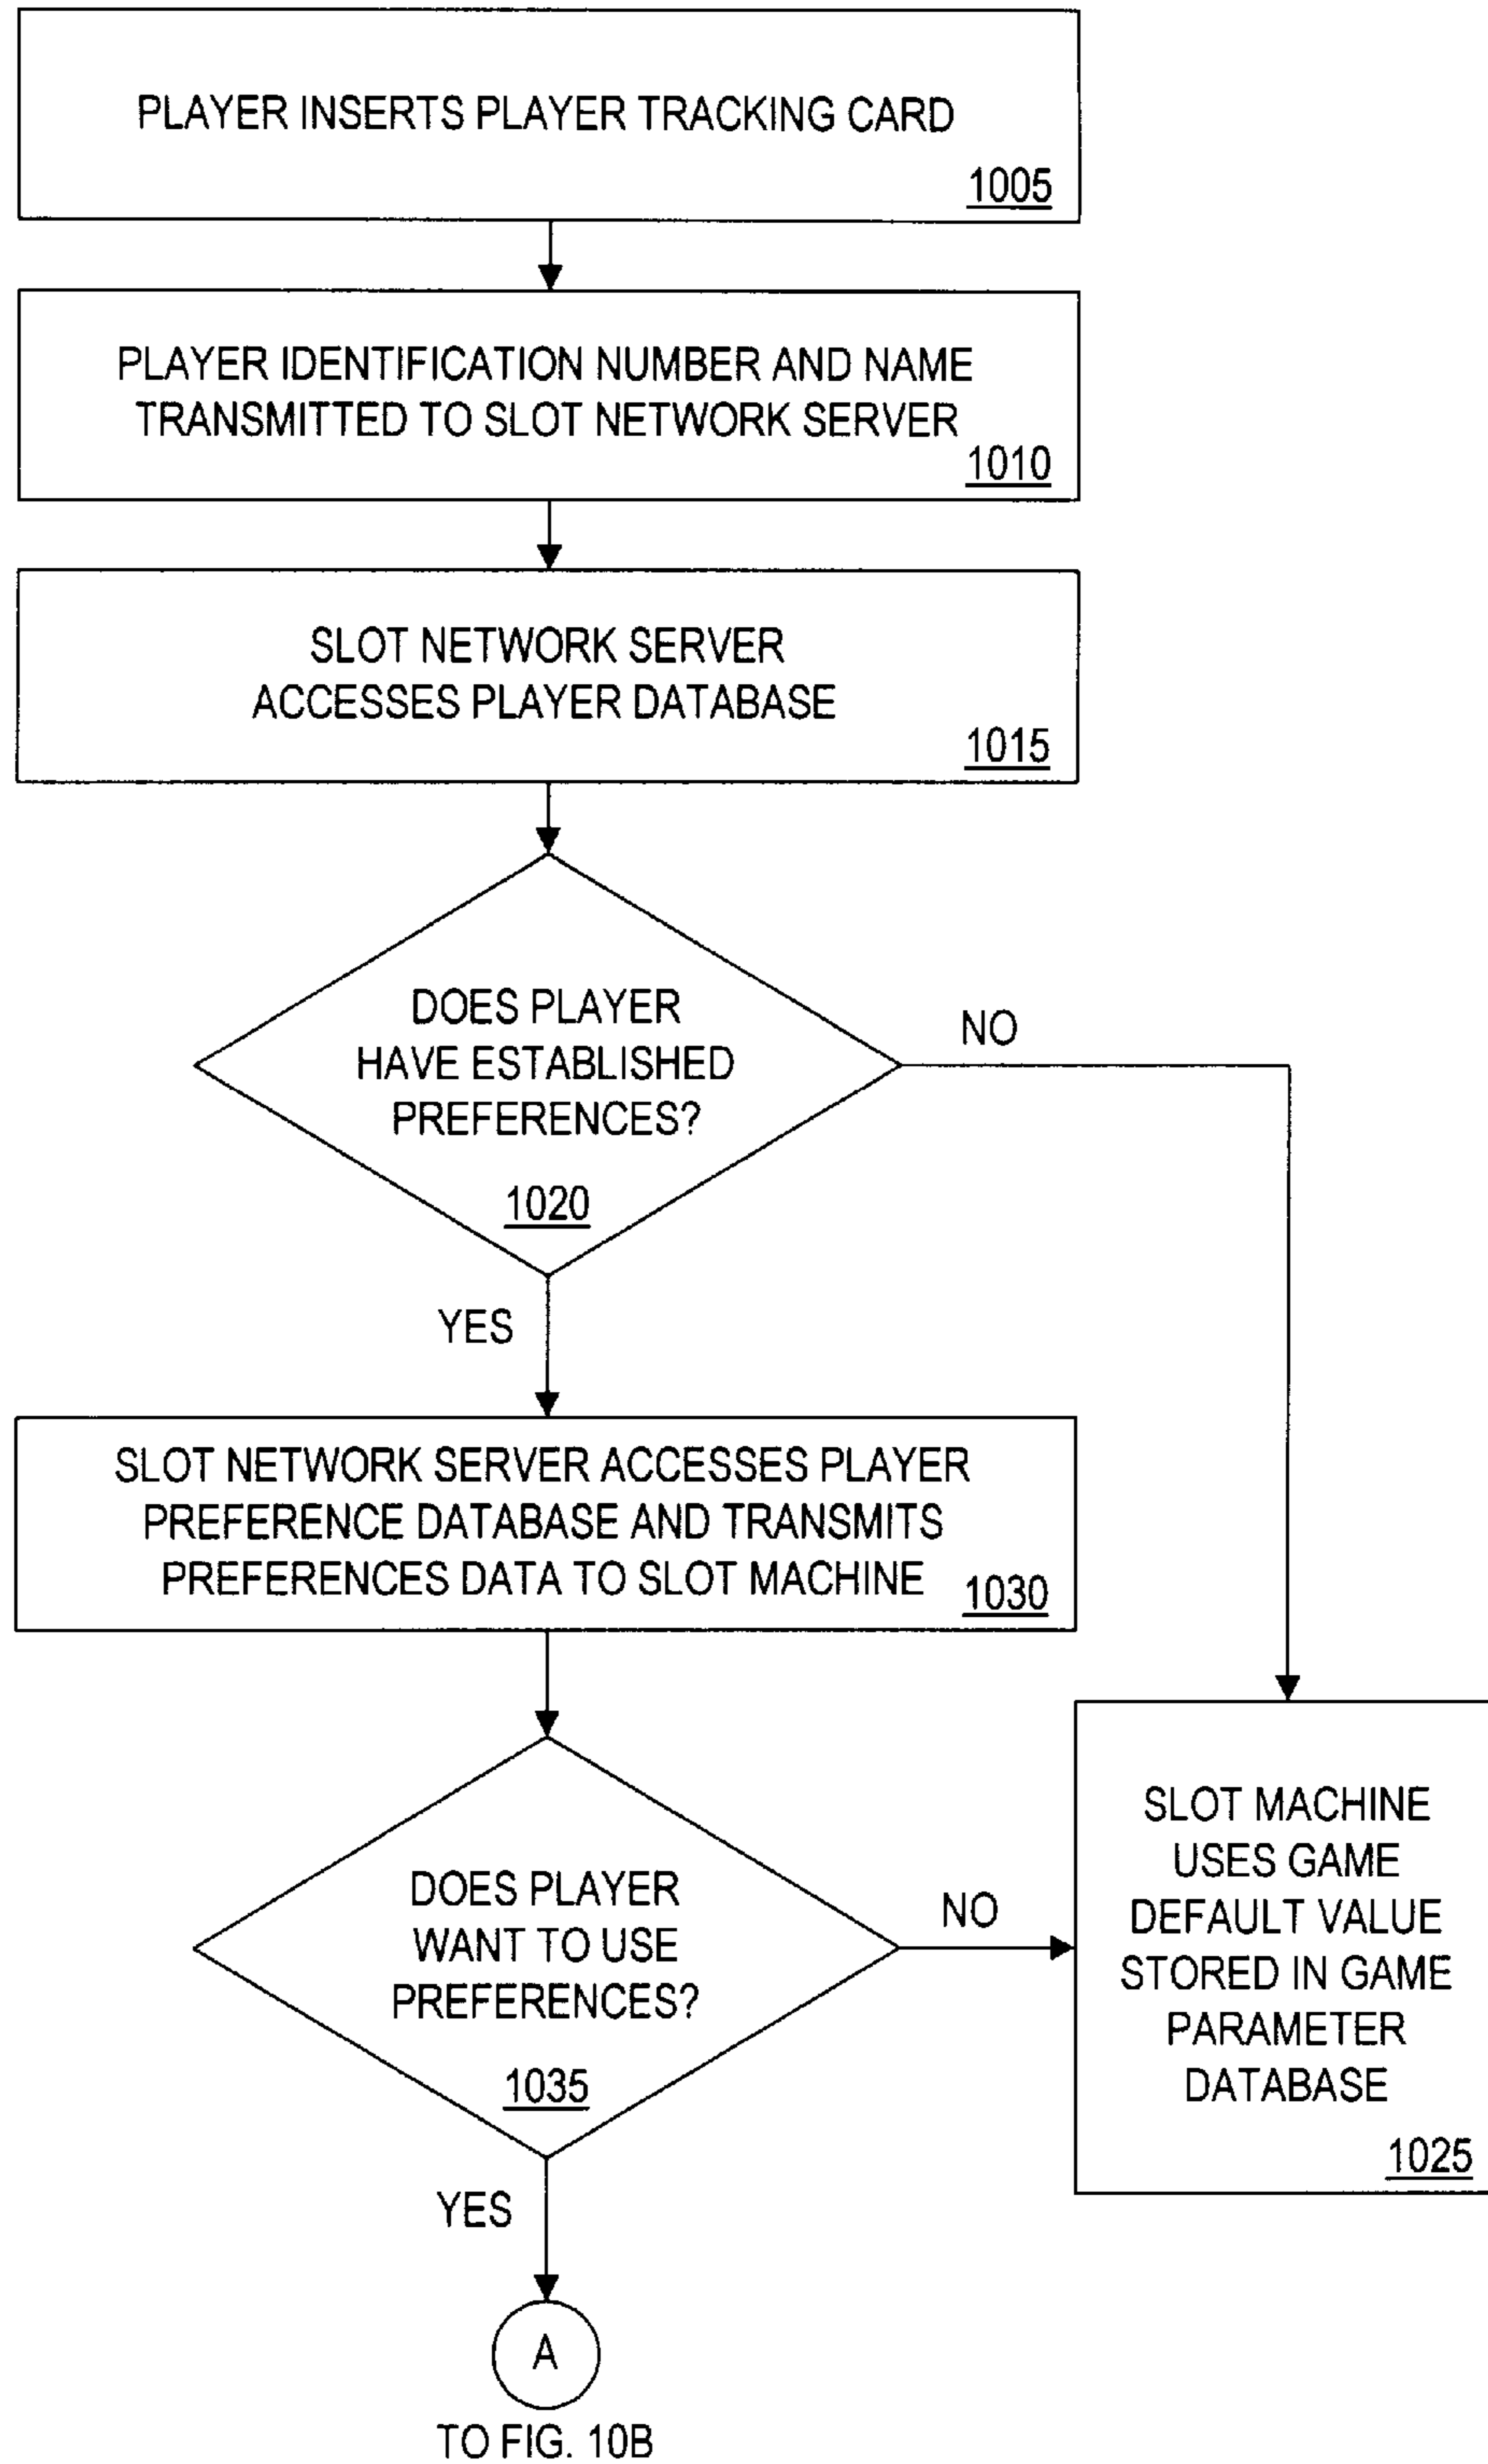 PLAYER INSERTS PLAYER TRACKING CARD
1005
PLAYER IDENTIFICATION NUMBER AND NAME
TRANSMITTED TO SLOT NETWORK SERVER
1010
SLOT NETWORK SERVER
ACCESSES PLAYER DATABASE
1015
DOES PLAYER
HAVE ESTABLISHED
PREFERENCES?
1020
NO
YES
SLOT NETWORK SERVER ACCESSES PLAYER
PREFERENCE DATABASE AND TRANSMITS
PREFERENCES DATA TO SLOT MACHINE
1030
DOES PLAYER
WANT TO USE
PREFERENCES?
1035
NO
SLOT MACHINE
USES GAME
DEFAULT VALUE
STORED IN GAME
PARAMETER
DATABASE
1025
YES
A
TO FIG. 10B